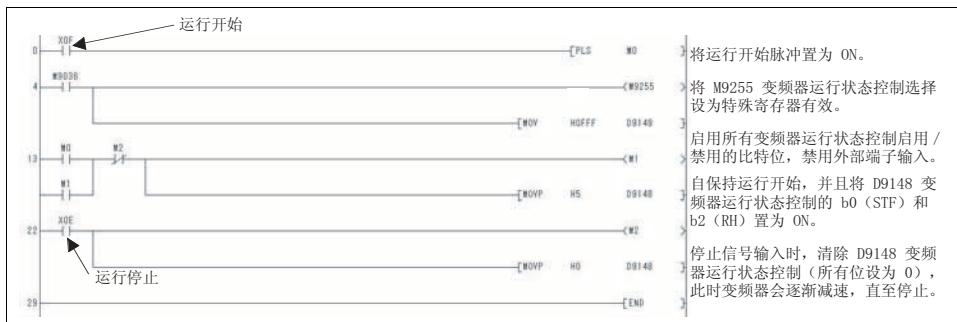 运行开始
X0F
0
[PLS M0 ]
将运行开始脉冲置为 ON。
M9036
4
(M9255 )
将 M9255 变频器运行状态控制选择
设为特殊寄存器有效。
[MOV H0FFF D9149 ]
启用所有变频器运行状态控制启用 /
禁用的比特位，禁用外部端子输入。
M0 M2
13
(M1 )
自保持运行开始，并且将 D9148 变
频器运行状态控制的 b0（STF）和
b2（RH）置为 ON。
M1
[MOVP H5 D9148 ]
X0E
22
(M2 )
停止信号输入时，清除 D9148 变频
器运行状态控制（所有位设为 0），
此时变频器会逐渐减速，直至停止。
运行停止
[MOVP H0 D9148 ]
29
[END ]